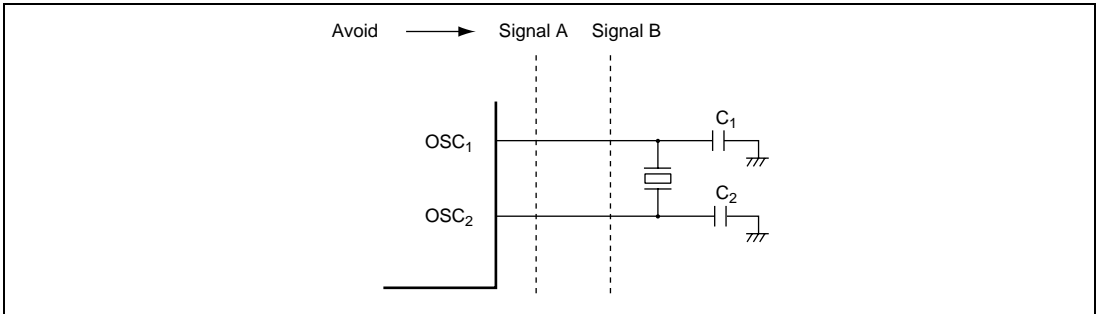 Avoid Signal A Signal B
C₁
OSC₁
C₂
OSC₂